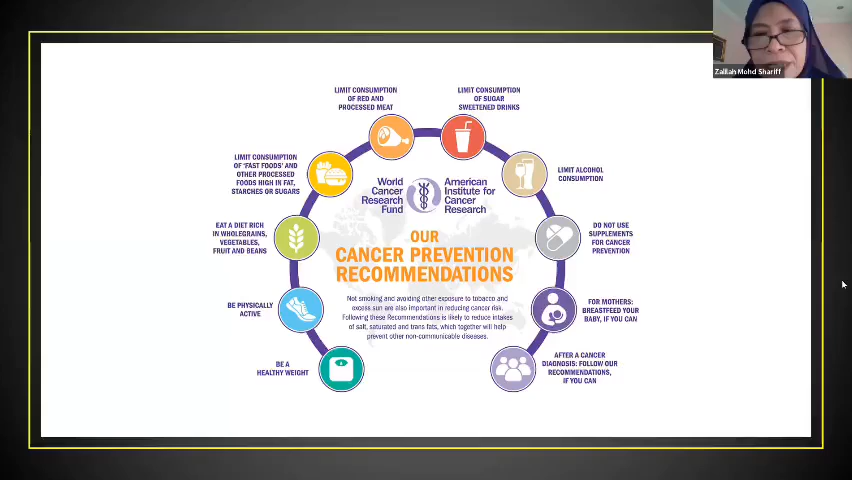 Zalilah Mohd Shariff
LIMIT CONSUMPTION
OF RED AND
PROCESSED MEAT
LIMIT CONSUMPTION
OF SUGAR
SWEETENED DRINKS
LIMIT CONSUMPTION
OF 'FAST FOODS' AND
OTHER PROCESSED
FOODS HIGH IN FAT,
STARCHES OR SUGARS
LIMIT ALCOHOL
CONSUMPTION
World
Cancer
Research
Fund
American
Institute for
Cancer
Research
EAT A DIET RICH
IN WHOLEGRAINS,
VEGETABLES,
FRUIT AND BEANS
DO NOT USE
SUPPLEMENTS
FOR CANCER
PREVENTION
OUR
CANCER PREVENTION
RECOMMENDATIONS
Not smoking and avoiding other exposure to tobacco and
excess sun are also important in reducing cancer risk.
Following these Recommendations is likely to reduce intakes
of salt, saturated and trans fats, which together will help
prevent other non-communicable diseases.
BE PHYSICALLY
ACTIVE
FOR MOTHERS:
BREASTFEED YOUR
BABY, IF YOU CAN
BE A
HEALTHY WEIGHT
AFTER A CANCER
DIAGNOSIS: FOLLOW OUR
RECOMMENDATIONS,
IF YOU CAN